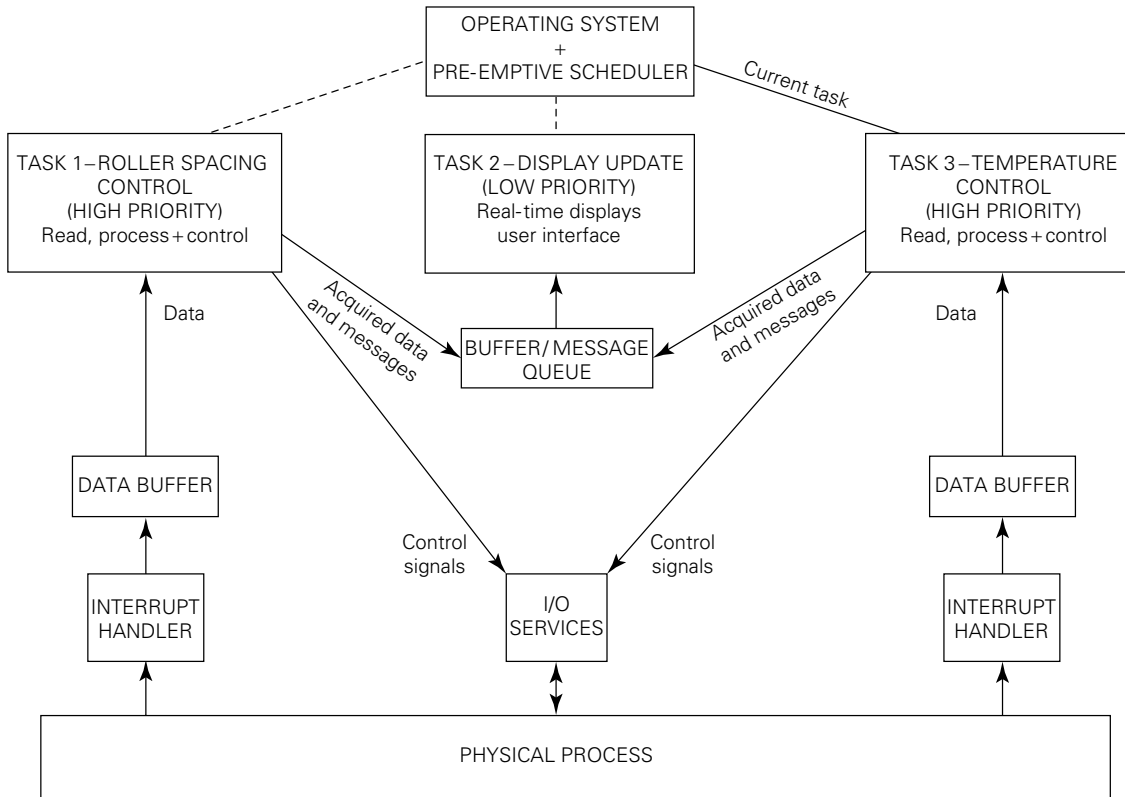 OPERATING SYSTEM
+
PRE-EMPTIVE SCHEDULER
Current task
TASK 1–ROLLER SPACING
CONTROL
(HIGH PRIORITY)
Read, process+control
TASK 2–DISPLAY UPDATE
(LOW PRIORITY)
Real-time displays
user interface
TASK 3–TEMPERATURE
CONTROL
(HIGH PRIORITY)
Read, process+control
Data
Acquired data
and messages
BUFFER/MESSAGE
QUEUE
Acquired data
and messages
Data
DATA BUFFER
DATA BUFFER
Control
signals
Control
signals
INTERRUPT
HANDLER
I/O
SERVICES
INTERRUPT
HANDLER
PHYSICAL PROCESS